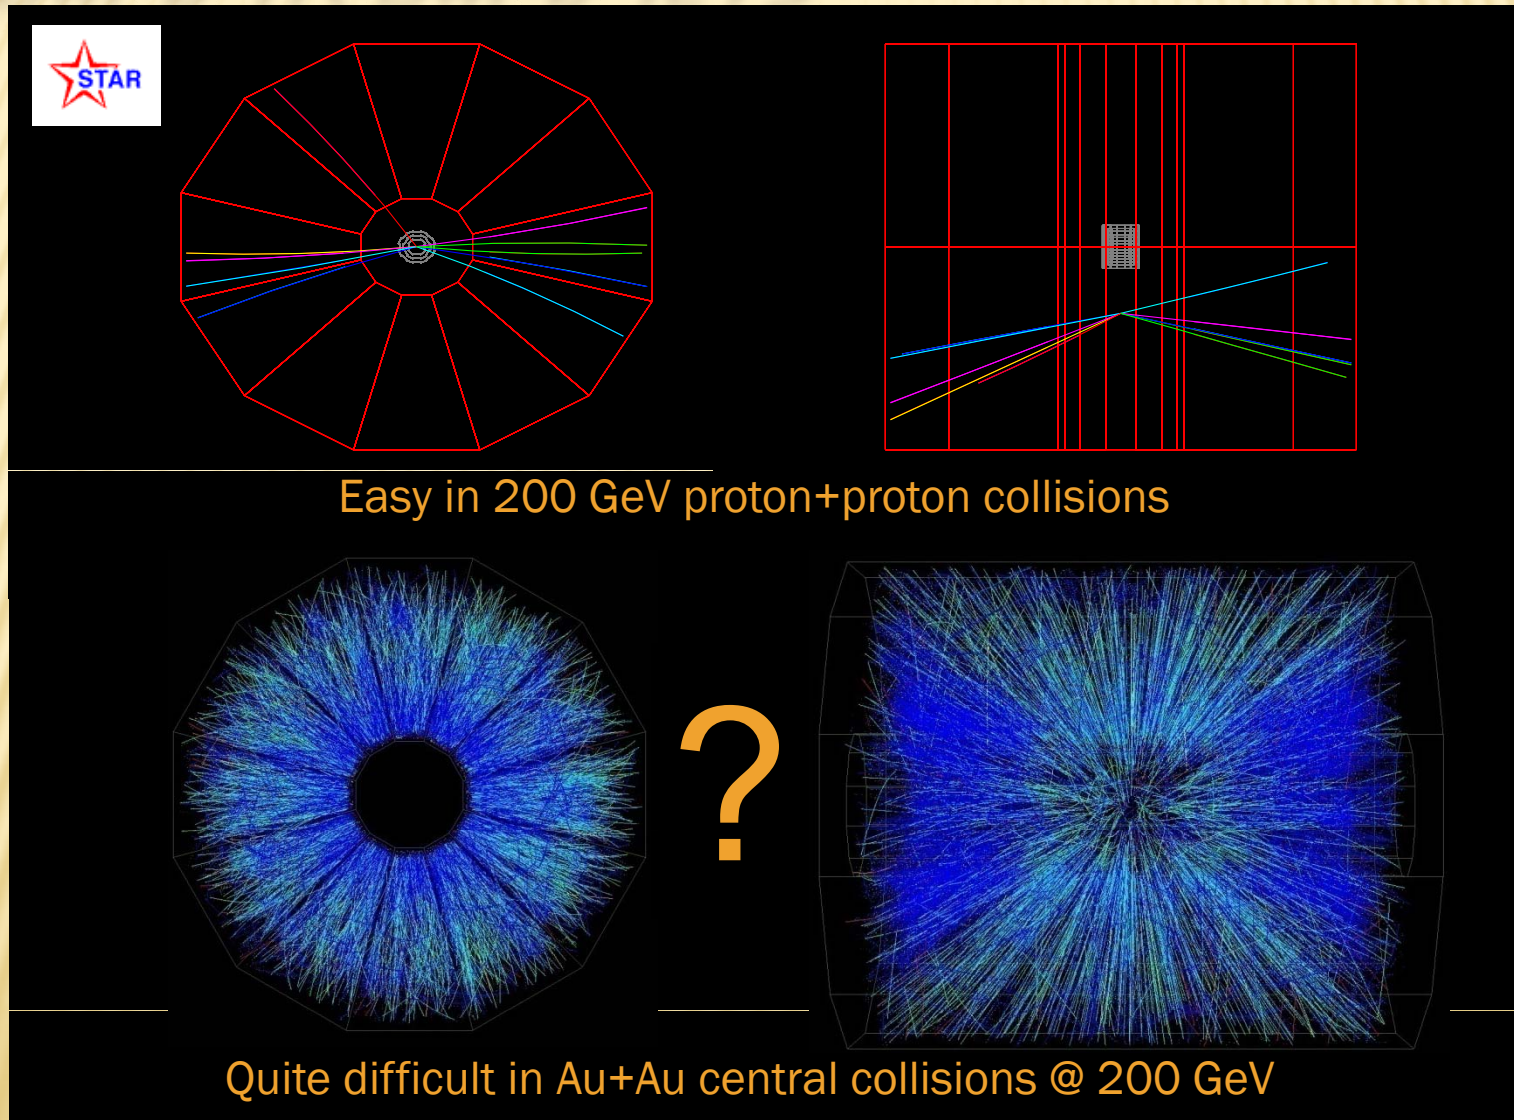 STAR
Easy in 200 GeV proton+proton collisions
?
Quite difficult in Au+Au central collisions @ 200 GeV